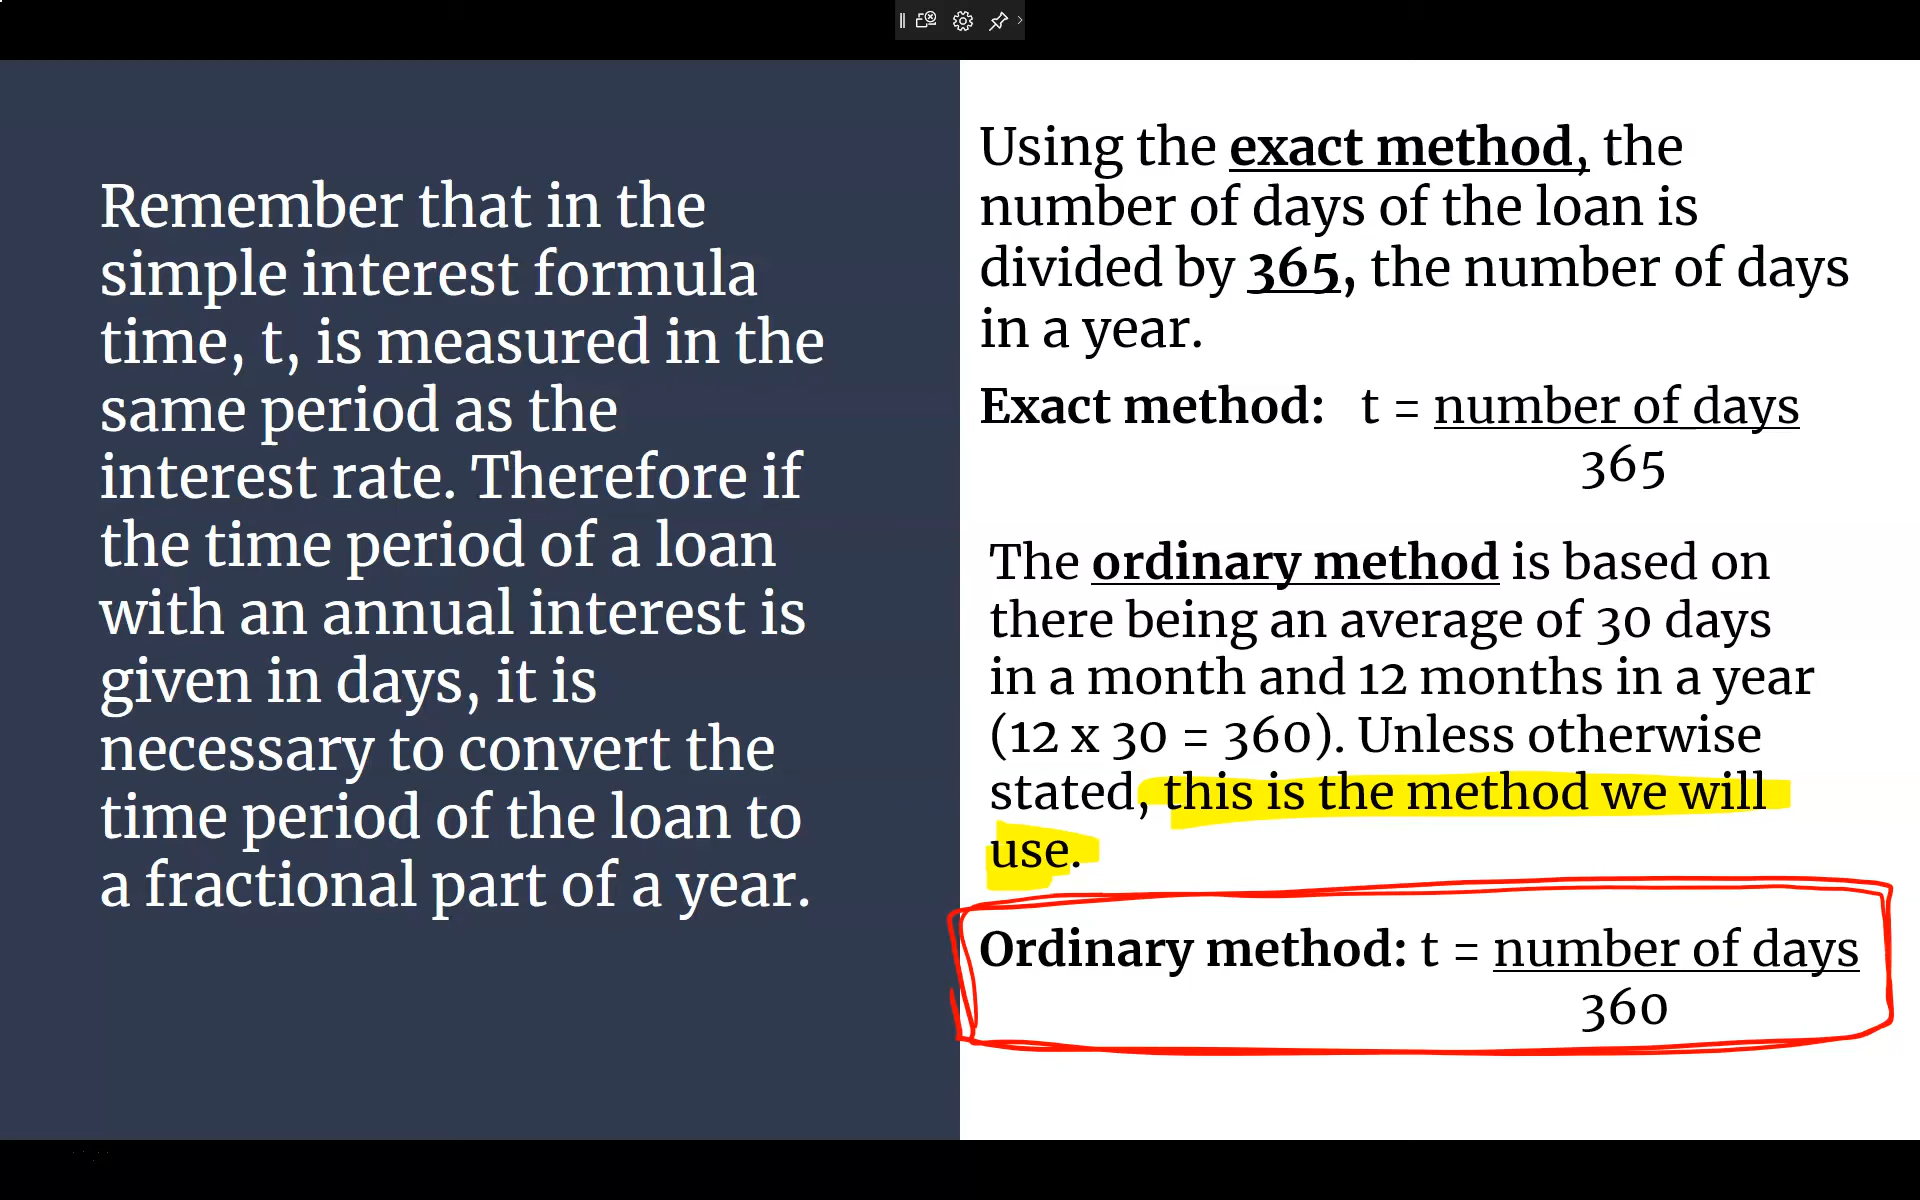 Remember that in the
simple interest formula
time, t, is measured in the
same period as the
interest rate. Therefore if
the time period of a loan
with an annual interest is
given in days, it is
necessary to convert the
time period of the loan to
a fractional part of a year.
Using the exact method, the
number of days of the loan is
divided by 365, the number of days
in a year.
Exact method: t = number of days
365
The ordinary method is based on
there being an average of 30 days
in a month and 12 months in a year
(12 x 30 = 360). Unless otherwise
stated, this is the method we will
use.
Ordinary method: t = number of days
360